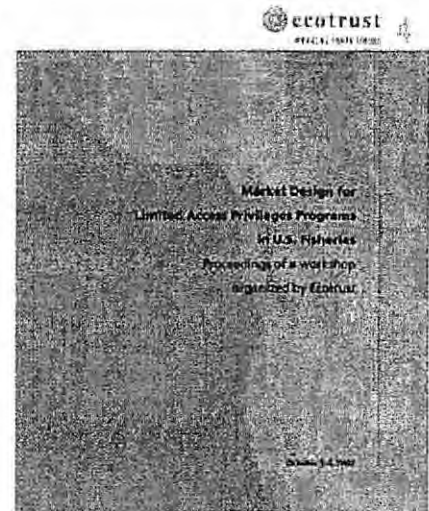 ecotrust
Market Design for
Limited Access Privileges Programs
in U.S. Fisheries
Proceedings of a workshop
organized by Ecotrust